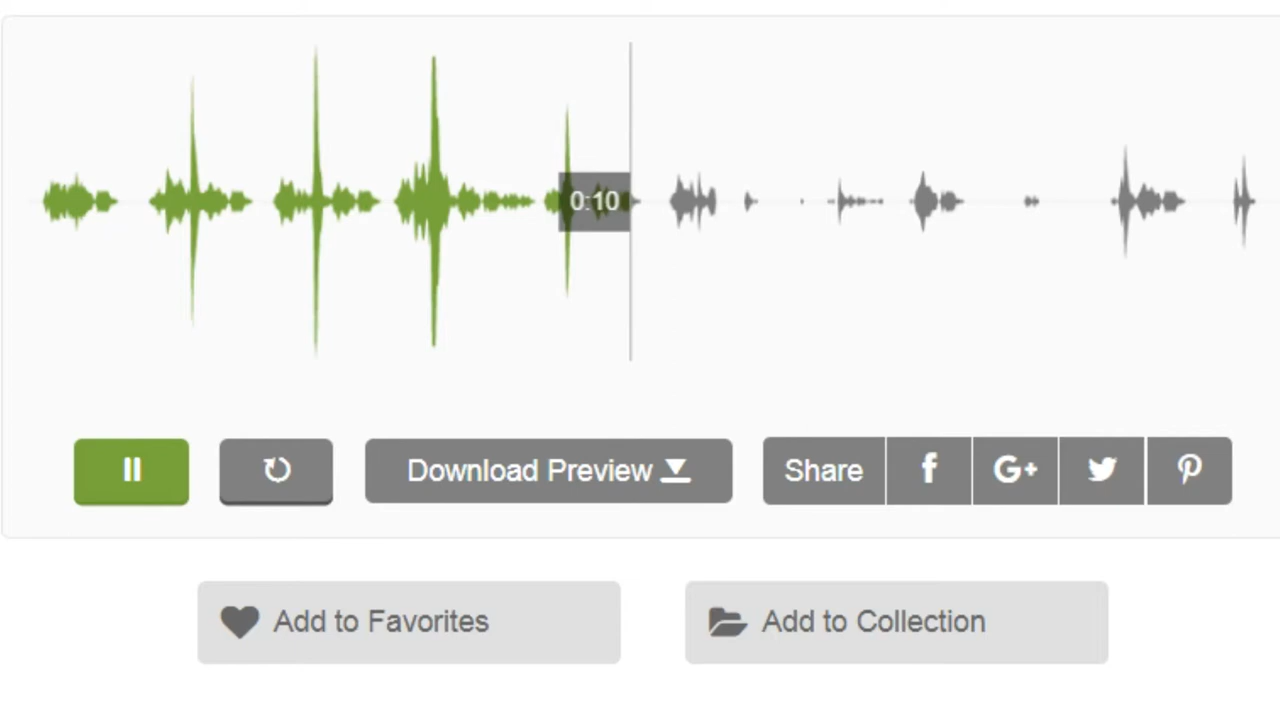 0:10
Download Preview
Share f G+
Add to Favorites
Add to Collection